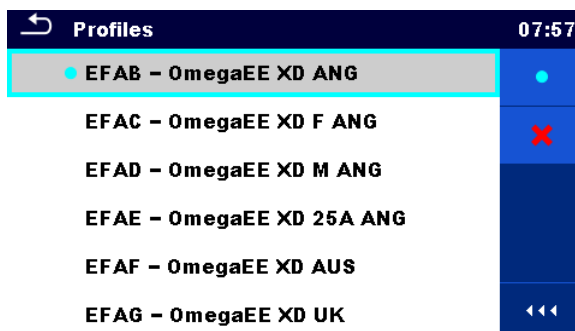 Profiles
07:57
EFAB – OmegaEE XD ANG
EFAC – OmegaEE XD F ANG
EFAD – OmegaEE XD M ANG
EFAE – OmegaEE XD 25A ANG
EFAF – OmegaEE XD AUS
EFAG – OmegaEE XD UK